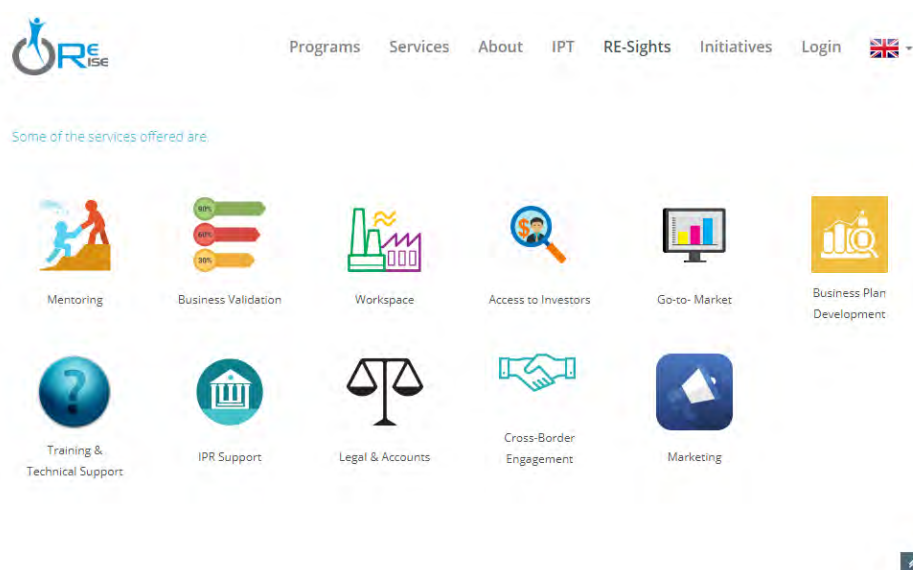 RE
ISE
Programs Services About IPT RE-Sights Initiatives Login
Some of the services offered are.
90%
60%
30%
$
Mentoring Business Validation Workspace Access to Investors Go-to- Market Business Plan
Development
?
Training &
Technical Support
IPR Support Legal & Accounts Cross-Border
Engagement
Marketing